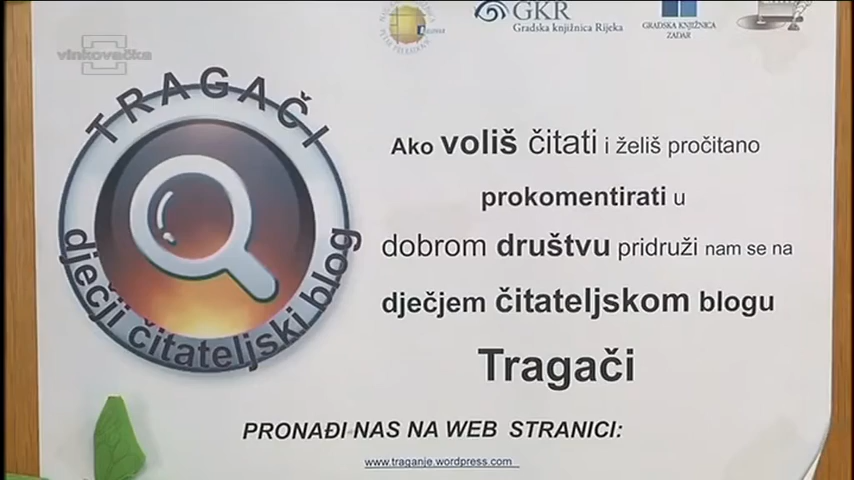 vinkovačka
GKR
Gradska knjižnica Rijeka
GRADSKA KNJIŽNICA
ZADAR
TRAGAČI
dječji čitateljski blog
Ako voliš čitati i želiš pročitano
prokomentirati u
dobrom društvu pridruži nam se na
dječjem čitateljskom blogu
Tragači
PRONAĐI NAS NA WEB STRANICI:
www.traganje.wordpress.com